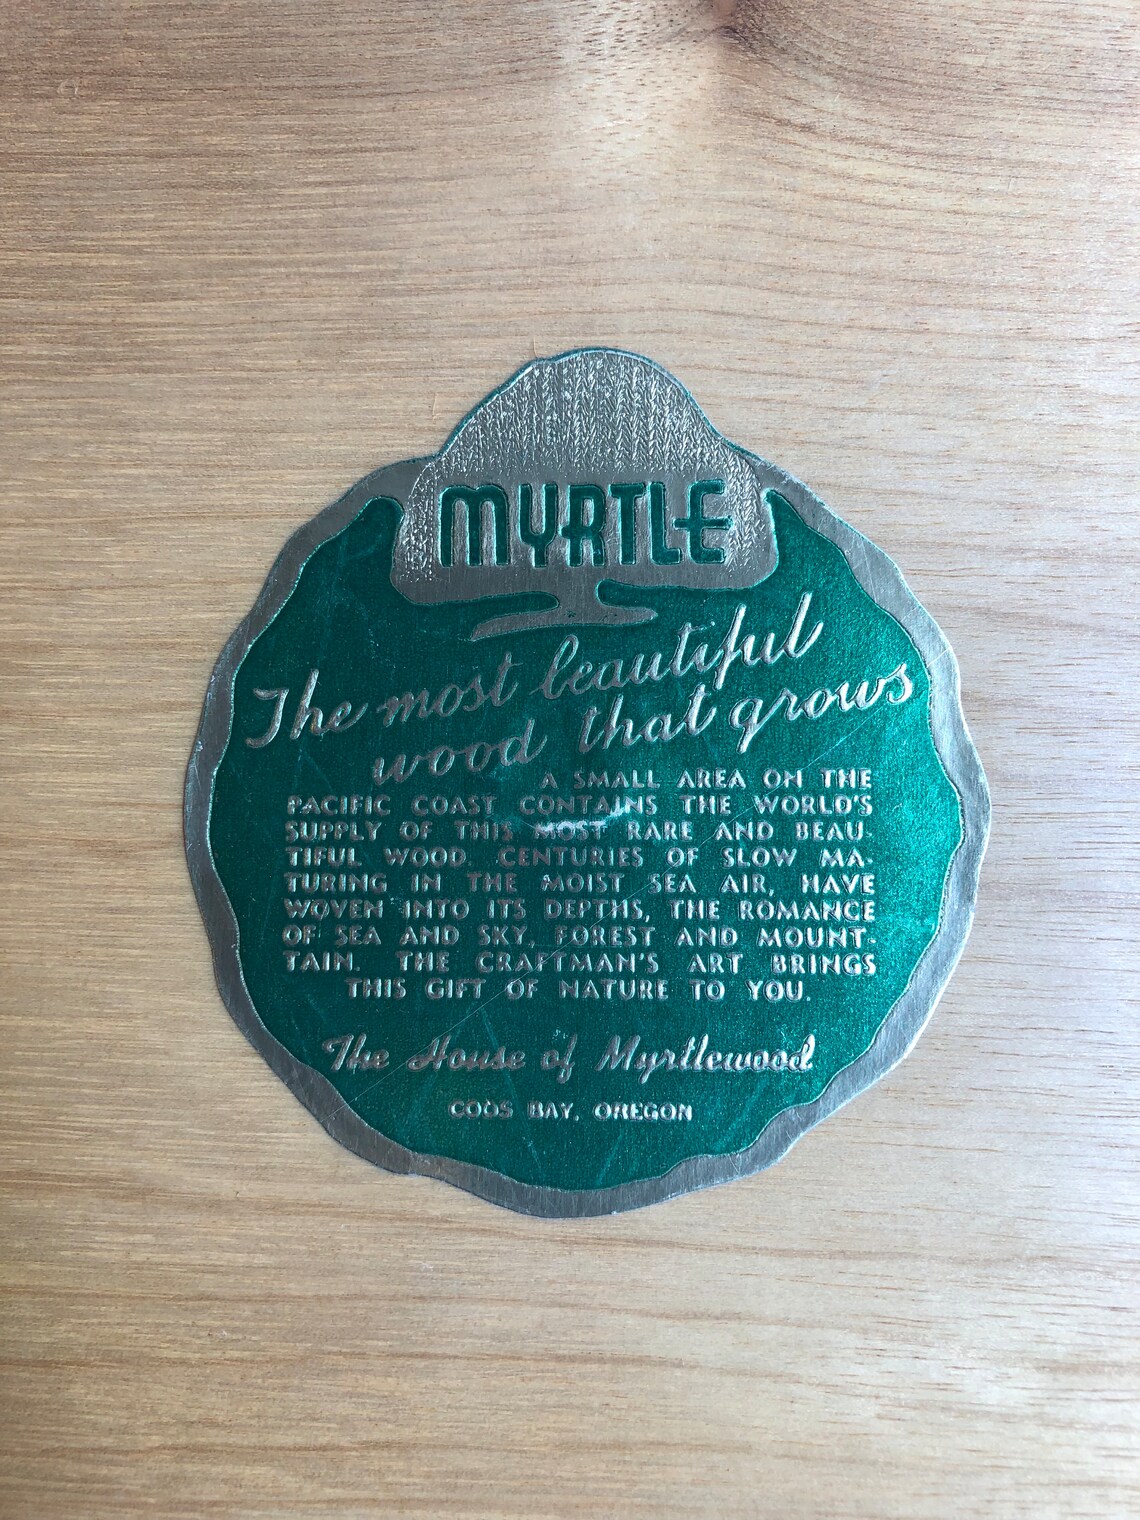 MYRTLE
The most beautiful
wood that grows
A SMALL AREA ON THE
PACIFIC COAST CONTAINS THE WORLD'S
SUPPLY OF THIS MOST RARE AND BEAU-
TIFUL WOOD. CENTURIES OF SLOW MA-
TURING IN THE MOIST SEA AIR, HAVE
WOVEN INTO ITS DEPTHS, THE ROMANCE
OF SEA AND SKY, FOREST AND MOUNT-
TAIN. THE CRAFTMAN'S ART BRINGS
THIS GIFT OF NATURE TO YOU.
The House of Myrtlewood
COOS BAY, OREGON